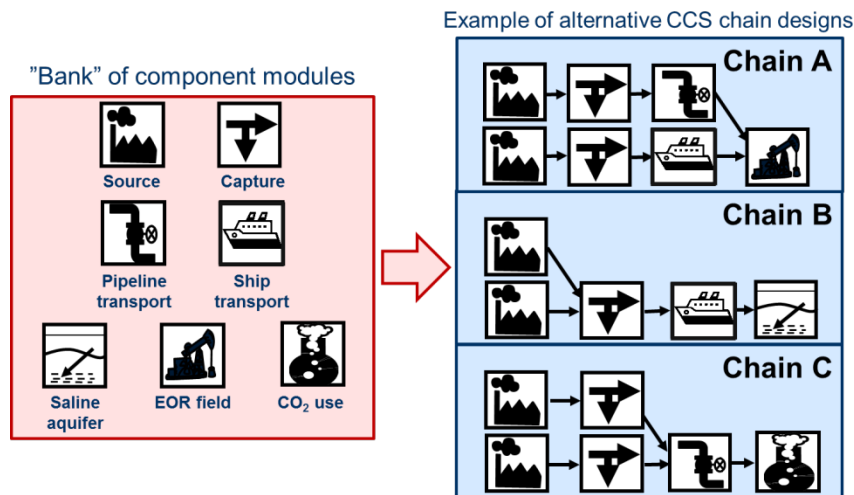 Example of alternative CCS chain designs
"Bank" of component modules
Chain A
Source
Capture
Pipeline
transport
Ship
transport
Chain B
Saline
aquifer
EOR field
CO₂ use
Chain C